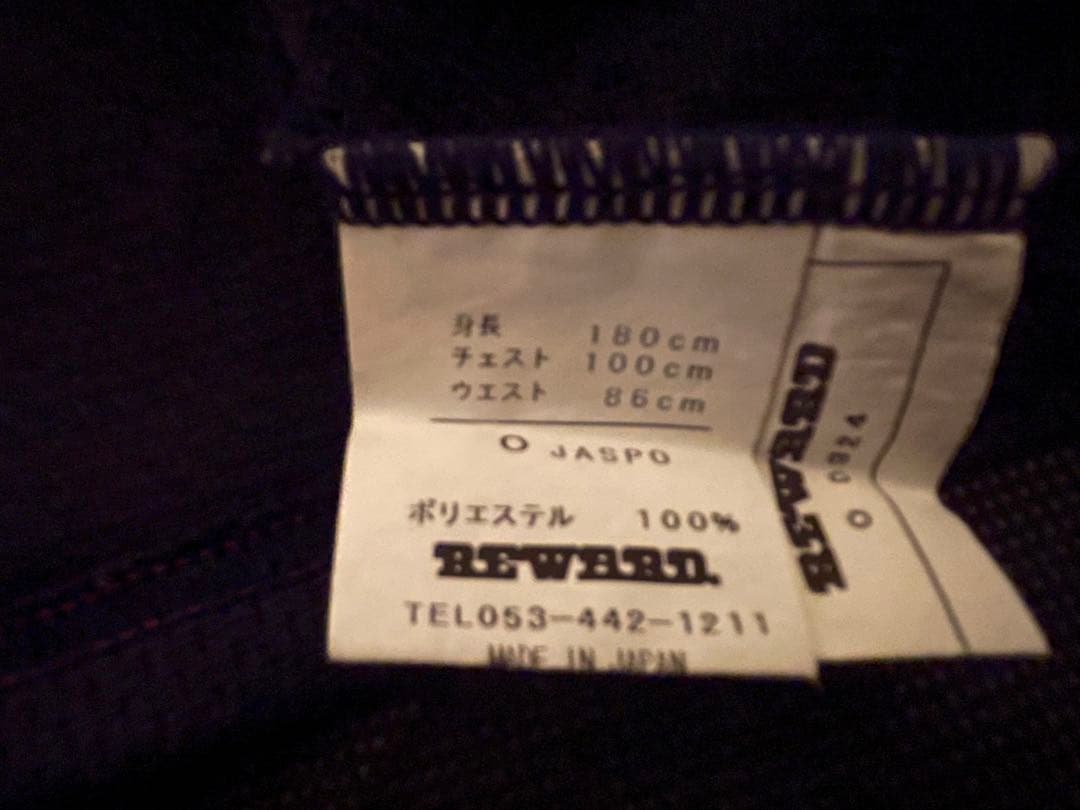 身長 180cm
チェスト 100cm
ウエスト 86cm
O JASPO
ポリエステル 100%
REWARD.
TEL053-442-1211
MADE IN JAPAN
REWARD
O